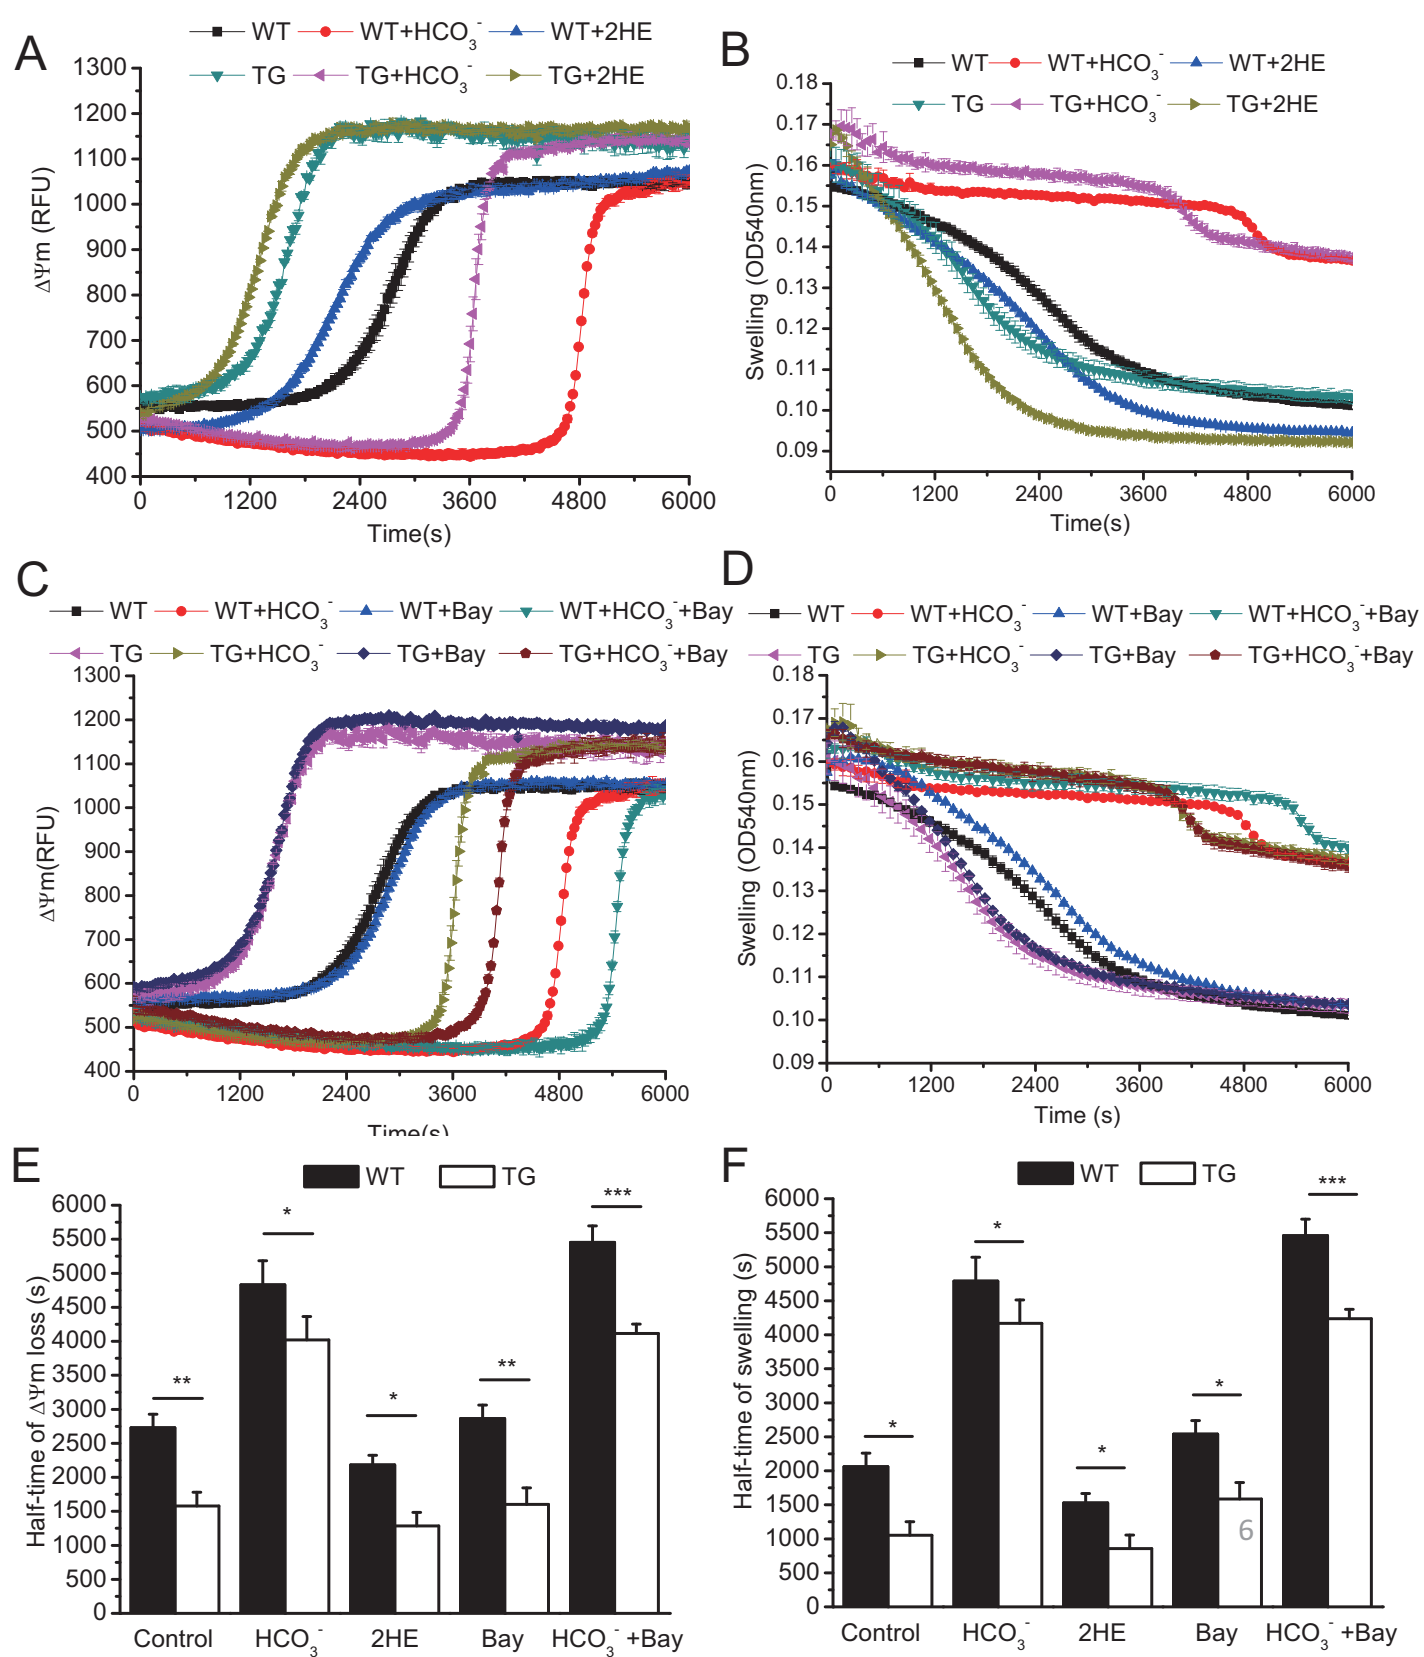 A
WT WT+HCO3- WT+2HE
TG TG+HCO3- TG+2HE
1300
1200
1100
1000
900
800
700
600
500
400
ΔΨm (RFU)
0 1200 2400 3600 4800 6000
Time(s)
B
WT WT+HCO3- WT+2HE
TG TG+HCO3- TG+2HE
0.18
0.17
0.16
0.15
0.14
0.13
0.12
0.11
0.10
0.09
Swelling (OD540nm)
0 1200 2400 3600 4800 6000
Time(s)
C
WT WT+HCO3- WT+Bay WT+HCO3-+Bay
TG TG+HCO3- TG+Bay TG+HCO3-+Bay
1300
1200
1100
1000
900
800
700
600
500
400
ΔΨm(RFU)
0 1200 2400 3600 4800 6000
Time(s)
D
WT WT+HCO3- WT+Bay WT+HCO3-+Bay
TG TG+HCO3- TG+Bay TG+HCO3-+Bay
0.18
0.17
0.16
0.15
0.14
0.13
0.12
0.11
0.10
0.09
Swelling (OD540nm)
0 1200 2400 3600 4800 6000
Time (s)
E
WT TG
6000
5500
5000
4500
4000
3500
3000
2500
2000
1500
1000
500
0
Half-time of ΔΨm loss (s)
** * * ** ***
Control HCO3- 2HE Bay HCO3- +Bay
F
WT TG
6000
5500
5000
4500
4000
3500
3000
2500
2000
1500
1000
500
0
Half-time of swelling (s)
* * * * ***
6
Control HCO3- 2HE Bay HCO3- +Bay